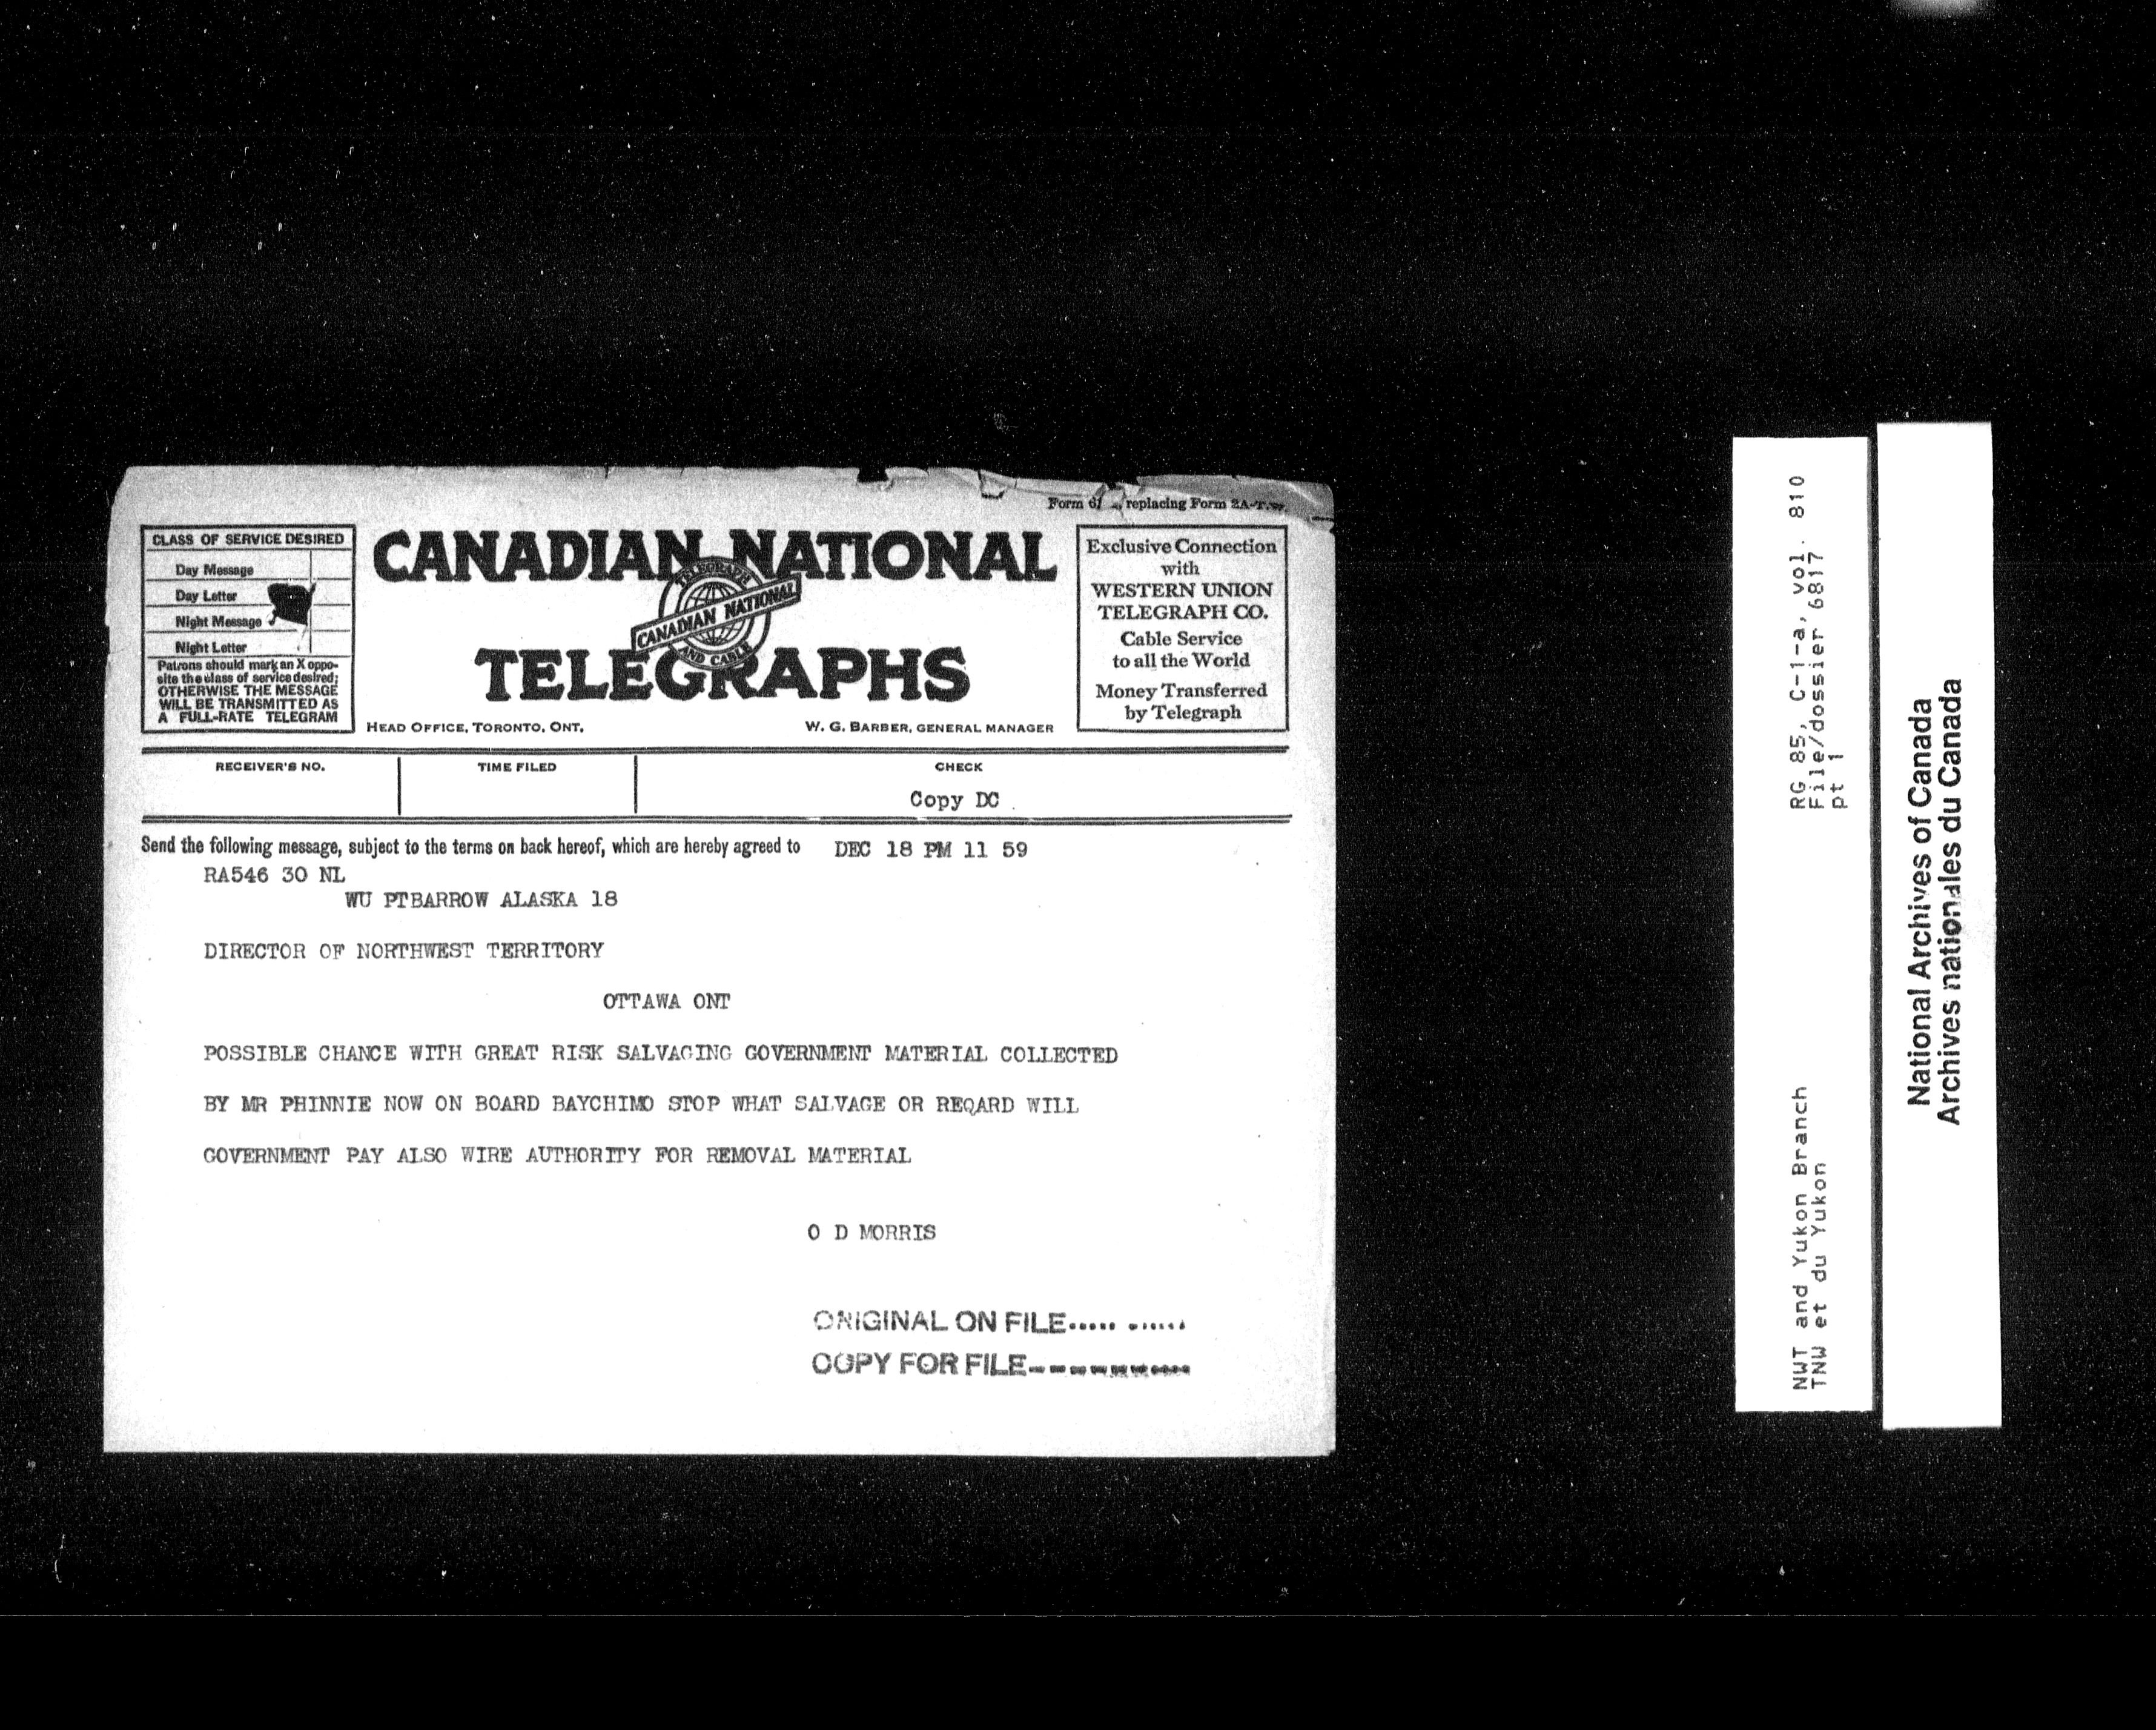 Form 61 replacing Form 2A-T.W.
CLASS OF SERVICE DESIRED
Day Message
Day Letter
Night Message
Night Letter
Patrons should mark an X oppo-
site the class of service desired;
OTHERWISE THE MESSAGE
WILL BE TRANSMITTED AS
A FULL-RATE TELEGRAM
CANADIAN NATIONAL
TELEGRAPH
CANADIAN NATIONAL
AND CABLE
TELEGRAPHS
HEAD OFFICE, TORONTO, ONT.
W. G. BARBER, GENERAL MANAGER
Exclusive Connection
with
WESTERN UNION
TELEGRAPH CO.
Cable Service
to all the World
Money Transferred
by Telegraph
RECEIVER'S NO.
TIME FILED
CHECK
Copy DC
Send the following message, subject to the terms on back hereof, which are hereby agreed to DEC 18 PM 11 59
RA546 30 NL
WU PTBARROW ALASKA 18
DIRECTOR OF NORTHWEST TERRITORY
OTTAWA ONT
POSSIBLE CHANCE WITH GREAT RISK SALVAGING GOVERNMENT MATERIAL COLLECTED
BY MR PHINNIE NOW ON BOARD BAYCHIMO STOP WHAT SALVAGE OR REQARD WILL
GOVERNMENT PAY ALSO WIRE AUTHORITY FOR REMOVAL MATERIAL
O D MORRIS
ORIGINAL ON FILE..... ......
COPY FOR FILE
NWT and Yukon Branch RG 85, C-1-a, vol. 810
TNW et du Yukon File/dossier 6817
pt 1
National Archives of Canada
Archives nationales du Canada